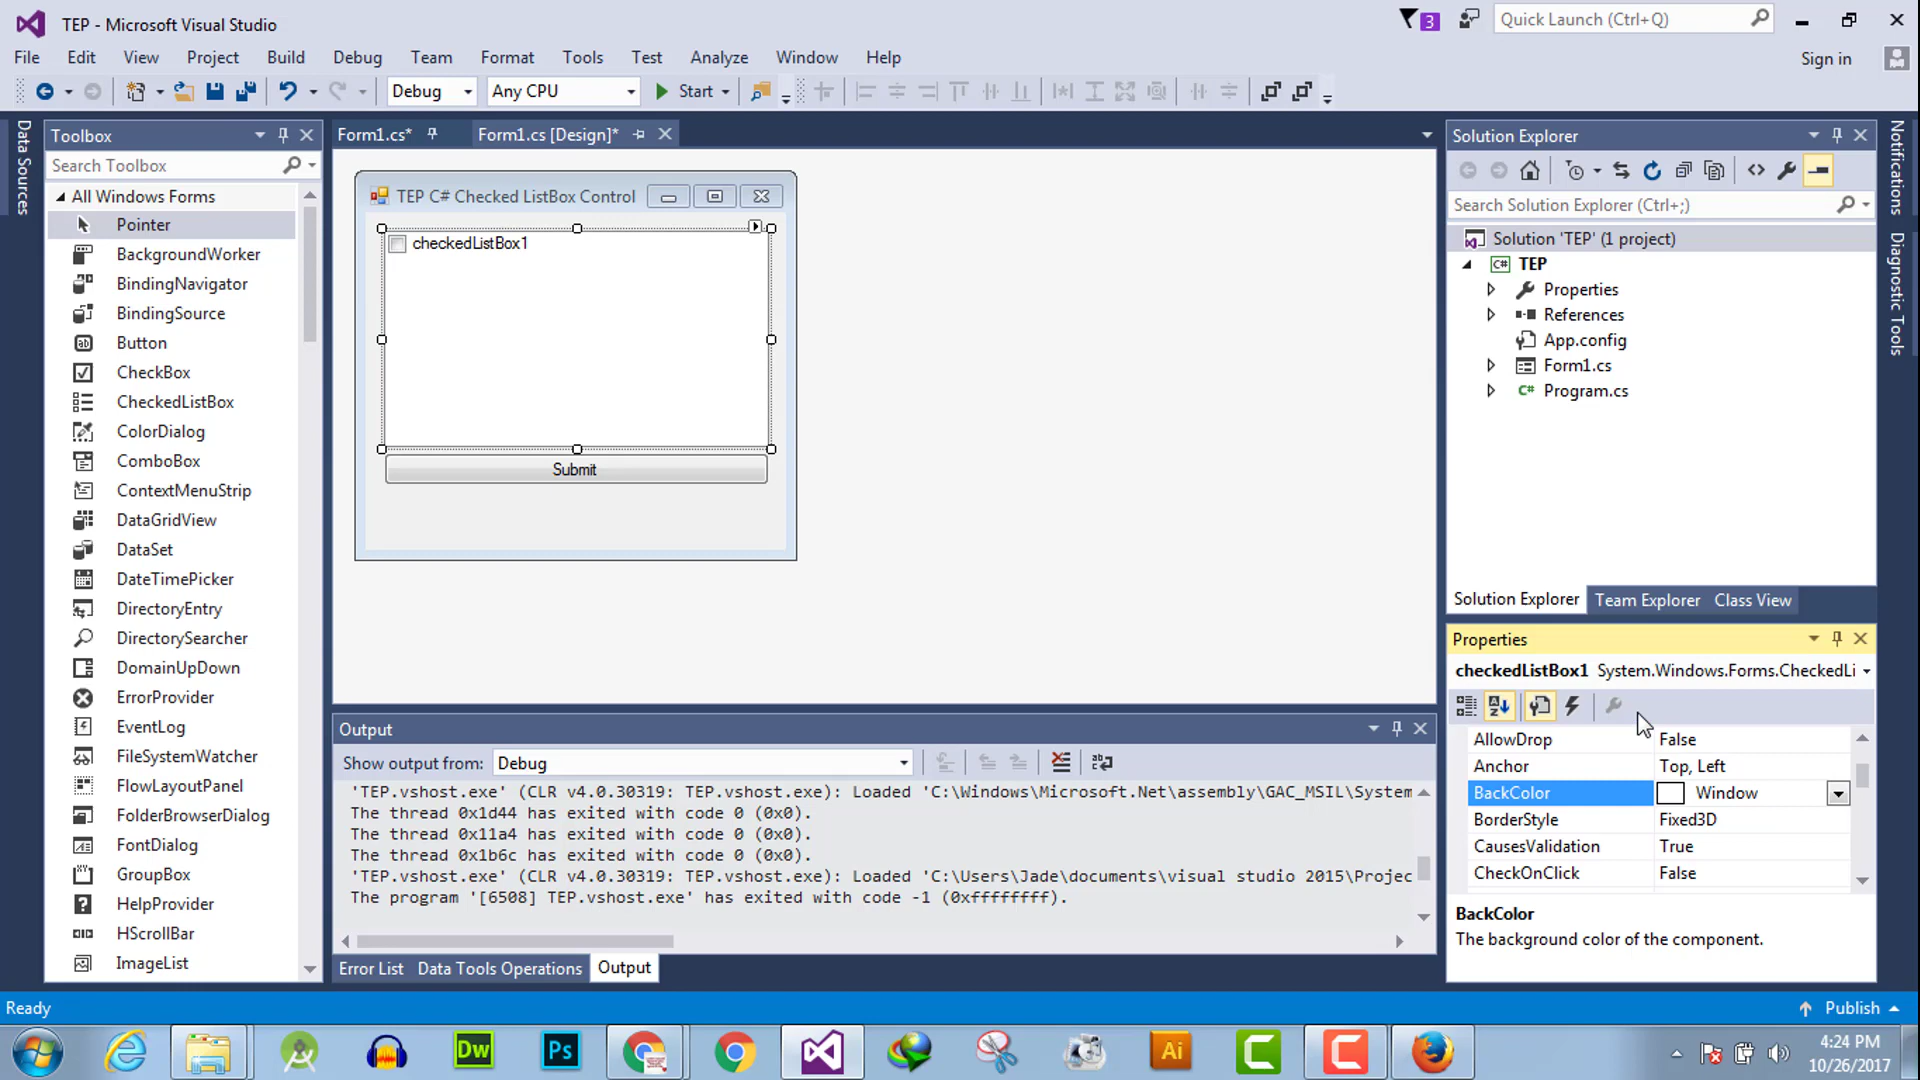 TEP - Microsoft Visual Studio
3
Quick Launch (Ctrl+Q)
File Edit View Project Build Debug Team Format Tools Test Analyze Window Help
Sign in
Debug Any CPU Start
Data Sources
Toolbox
Search Toolbox
All Windows Forms
Pointer
BackgroundWorker
BindingNavigator
BindingSource
Button
CheckBox
CheckedListBox
ColorDialog
ComboBox
ContextMenuStrip
DataGridView
DataSet
DateTimePicker
DirectoryEntry
DirectorySearcher
DomainUpDown
ErrorProvider
EventLog
FileSystemWatcher
FlowLayoutPanel
FolderBrowserDialog
FontDialog
GroupBox
HelpProvider
HScrollBar
ImageList
Form1.cs* Form1.cs [Design]*
TEP C# Checked ListBox Control
checkedListBox1
Submit
Output
Show output from: Debug
'TEP.vshost.exe' (CLR v4.0.30319: TEP.vshost.exe): Loaded 'C:\Windows\Microsoft.Net\assembly\GAC_MSIL\System
The thread 0x1d44 has exited with code 0 (0x0).
The thread 0x11a4 has exited with code 0 (0x0).
The thread 0x1b6c has exited with code 0 (0x0).
'TEP.vshost.exe' (CLR v4.0.30319: TEP.vshost.exe): Loaded 'C:\Users\Jade\documents\visual studio 2015\Projec
The program '[6508] TEP.vshost.exe' has exited with code -1 (0xffffffff).
Error List Data Tools Operations Output
Solution Explorer
Search Solution Explorer (Ctrl+;)
Solution 'TEP' (1 project)
C# TEP
Properties
References
App.config
Form1.cs
C# Program.cs
Solution Explorer Team Explorer Class View
Properties
checkedListBox1 System.Windows.Forms.CheckedLi
AllowDrop False
Anchor Top, Left
BackColor Window
BorderStyle Fixed3D
CausesValidation True
CheckOnClick False
BackColor
The background color of the component.
Notifications
Diagnostic Tools
Ready
Publish
Dw
Ps
Ai
4:24 PM
10/26/2017